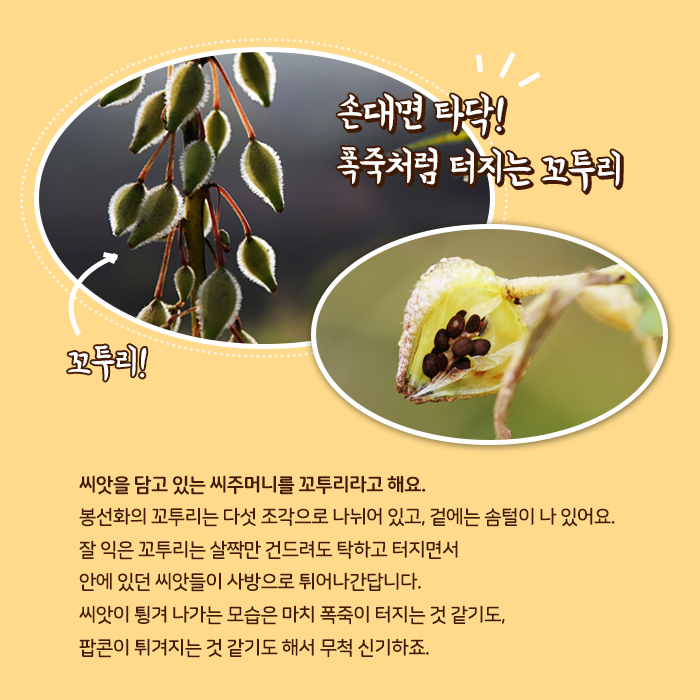 손대면 타닥!
폭죽처럼 터지는 꼬투리
꼬투리!
씨앗을 담고 있는 씨주머니를 꼬투리라고 해요.
봉선화의 꼬투리는 다섯 조각으로 나뉘어 있고, 겉에는 솜털이 나 있어요.
잘 익은 꼬투리는 살짝만 건드려도 탁하고 터지면서
안에 있던 씨앗들이 사방으로 튀어나간답니다.
씨앗이 튕겨 나가는 모습은 마치 폭죽이 터지는 것 같기도,
팝콘이 튀겨지는 것 같기도 해서 무척 신기하죠.